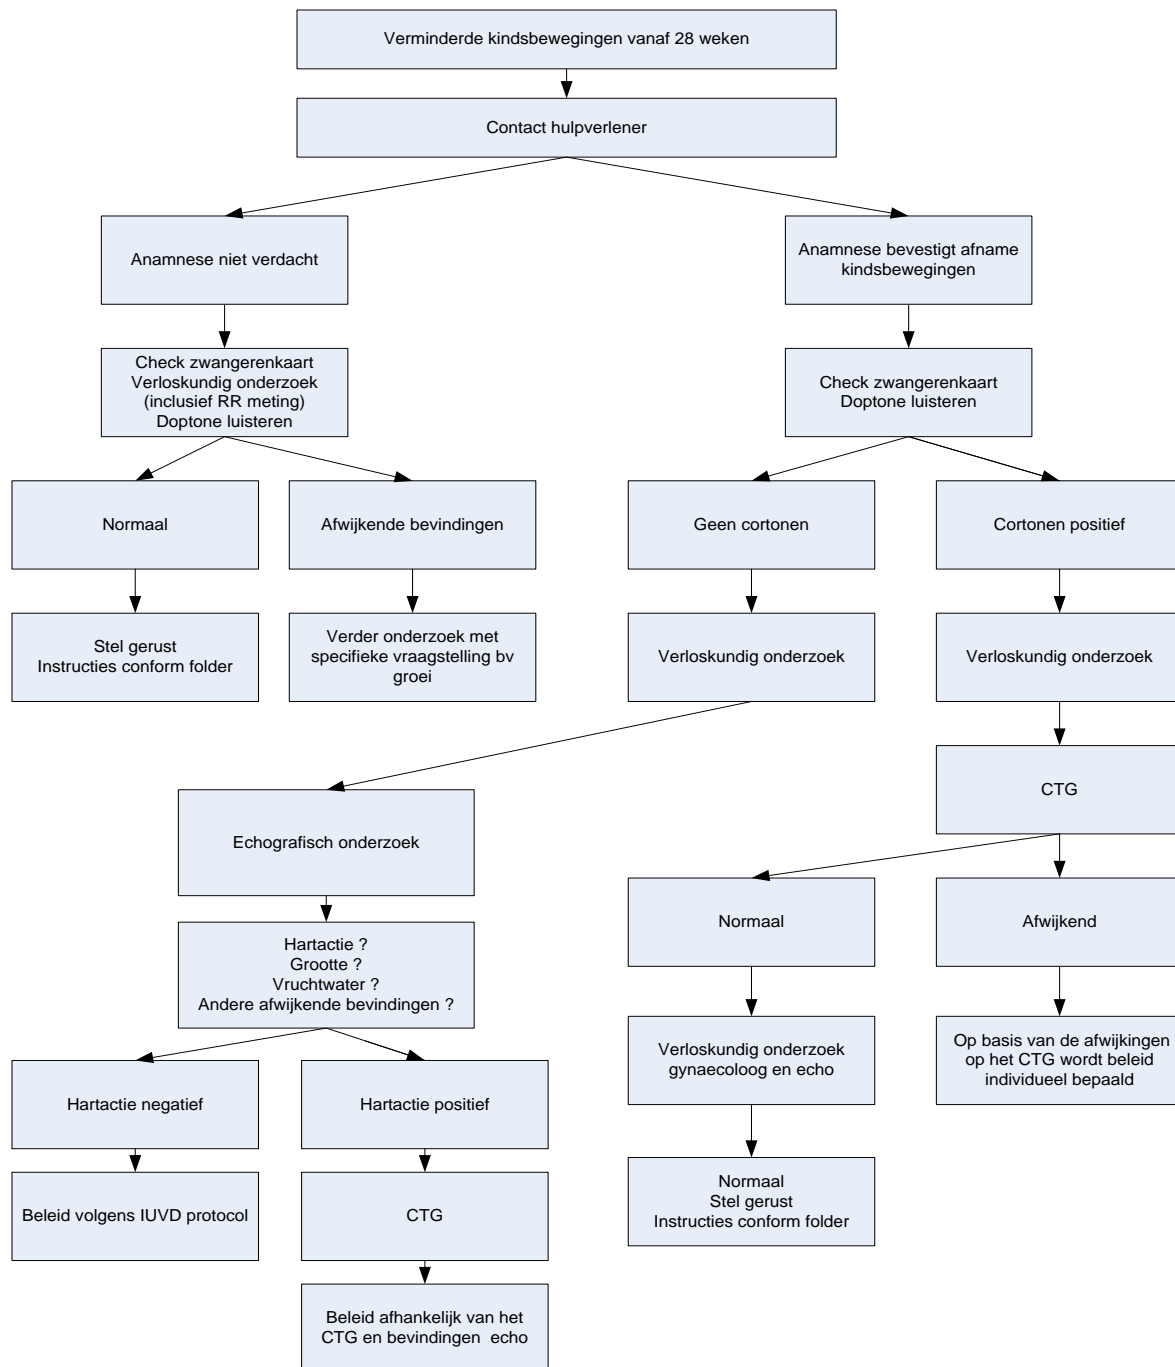 Verminderde kindsbewegingen vanaf 28 weken
Contact hulpverlener
Anamnese niet verdacht
Anamnese bevestigt afname
kindsbewegingen
Check zwangerenkaart
Verloskundig onderzoek
(inclusief RR meting)
Doptone luisteren
Check zwangerenkaart
Doptone luisteren
Normaal
Afwijkende bevindingen
Geen cortonen
Cortonen positief
Stel gerust
Instructies conform folder
Verder onderzoek met
specifieke vraagstelling bv
groei
Verloskundig onderzoek
Verloskundig onderzoek
CTG
Echografisch onderzoek
Normaal
Afwijkend
Hartactie ?
Grootte ?
Vruchtwater ?
Andere afwijkende bevindingen ?
Verloskundig onderzoek
gynaecoloog en echo
Op basis van de afwijkingen
op het CTG wordt beleid
individueel bepaald
Hartactie negatief
Hartactie positief
Normaal
Stel gerust
Instructies conform folder
Beleid volgens IUVD protocol
CTG
Beleid afhankelijk van het
CTG en bevindingen echo